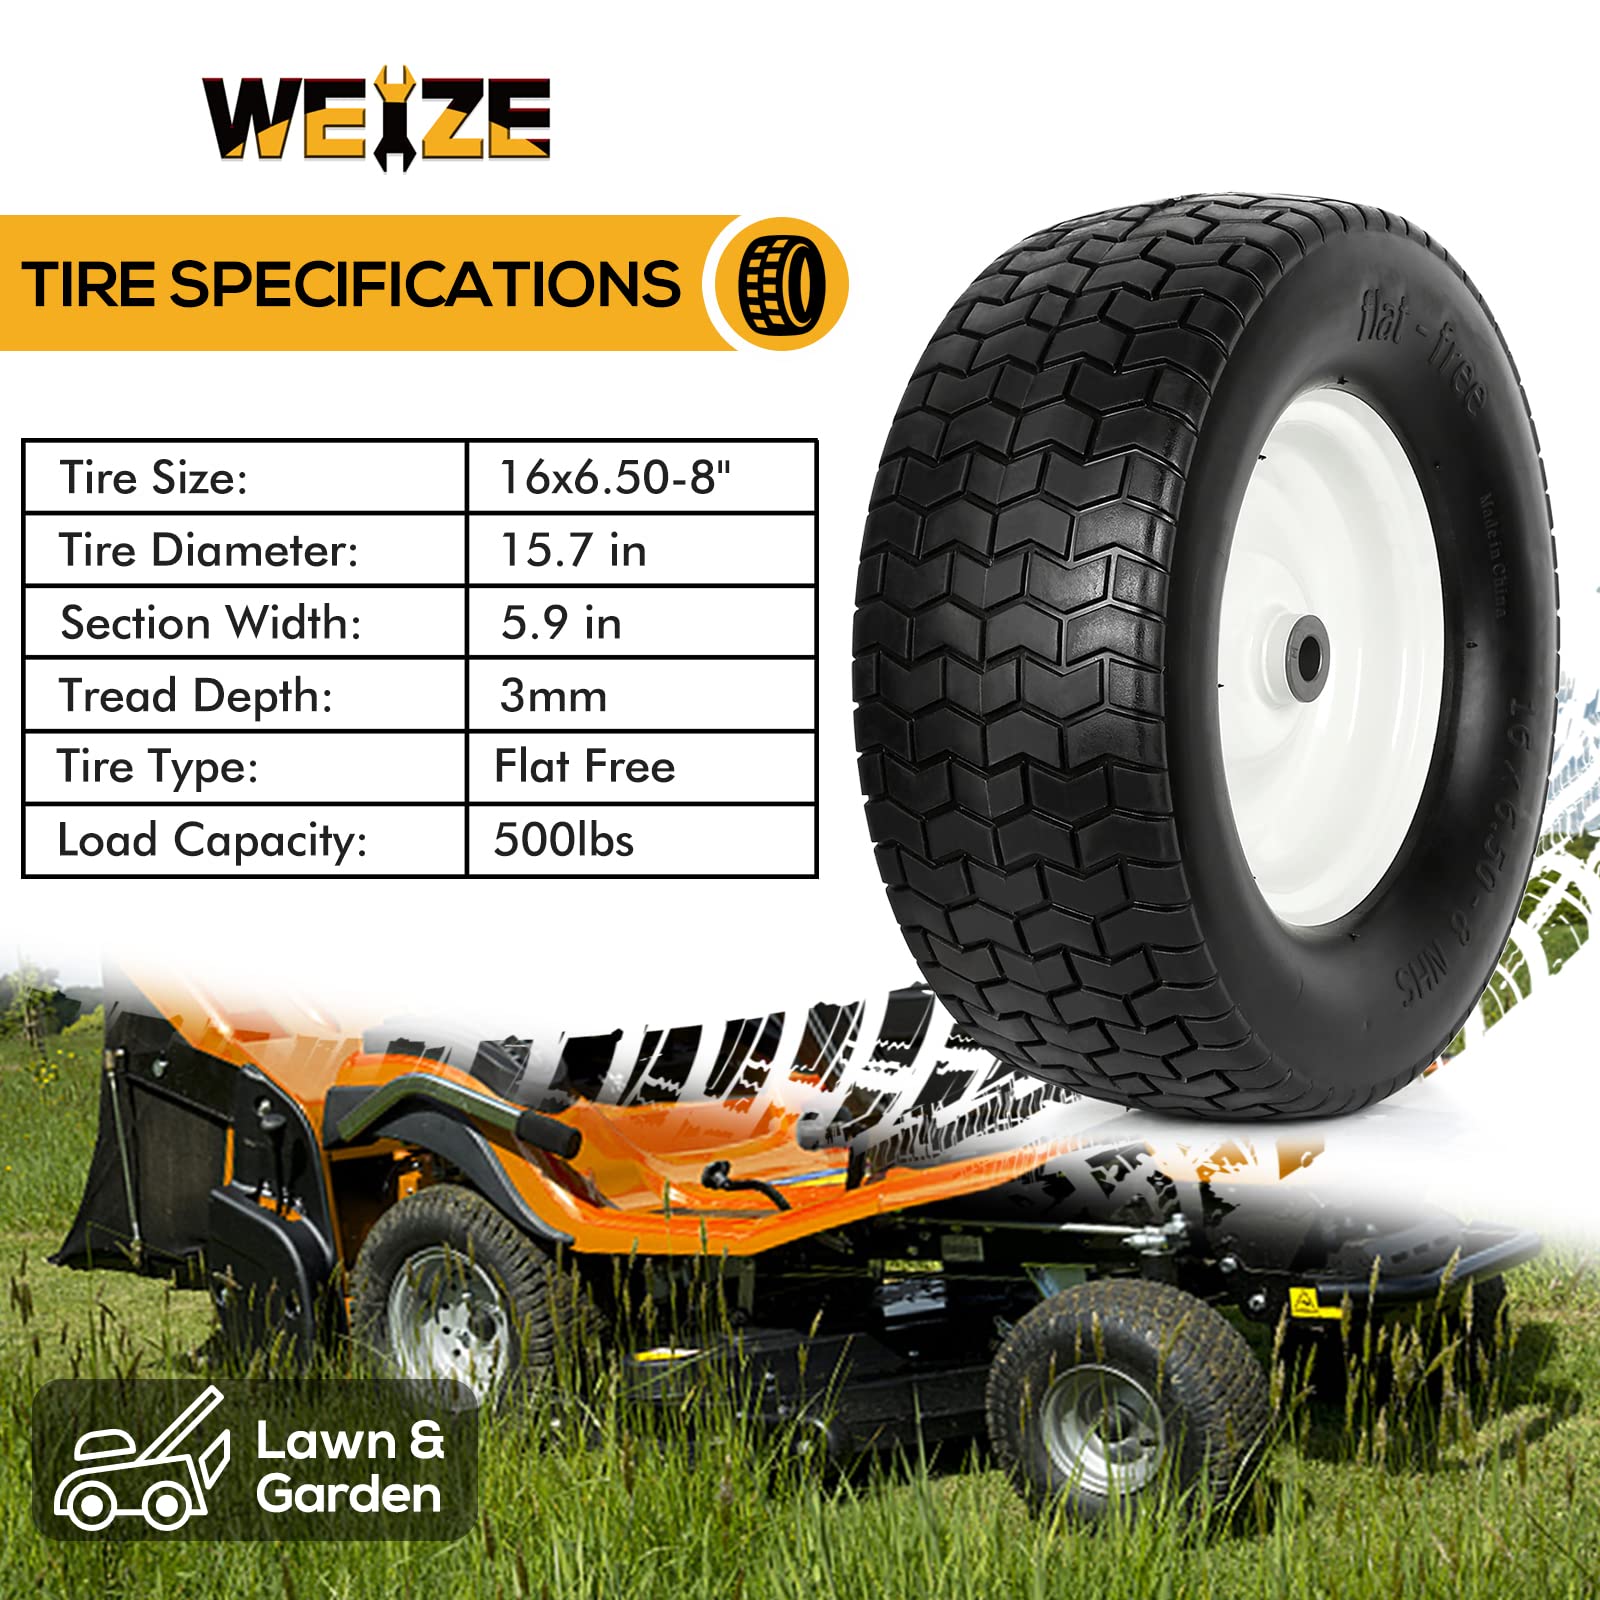 WEIZE
TIRE SPECIFICATIONS
Tire Size: 16x6.50-8"
Tire Diameter: 15.7 in
Section Width: 5.9 in
Tread Depth: 3mm
Tire Type: Flat Free
Load Capacity: 500lbs
flat - free
Made in China
16 X 6.50-8 NHS
Lawn &
Garden